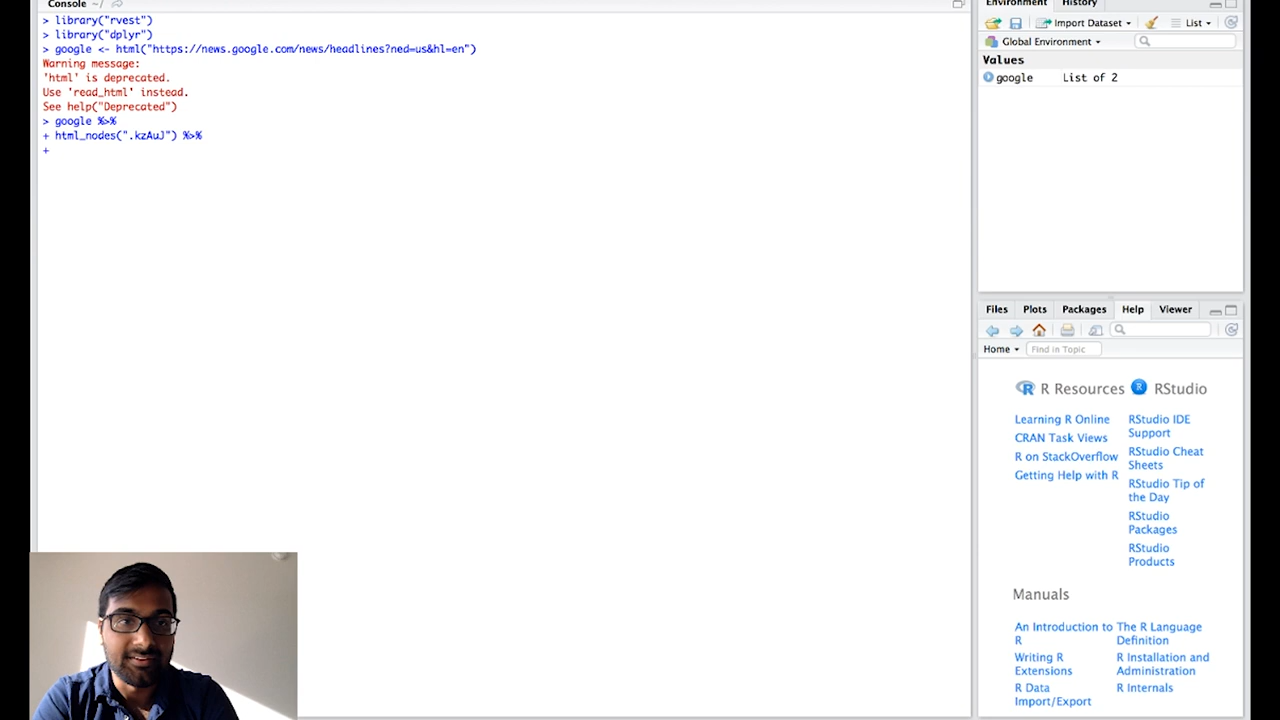 Console ~/
> library("rvest")
> library("dplyr")
> google <- html("https://news.google.com/news/headlines?ned=us&hl=en")
Warning message:
'html' is deprecated.
Use 'read_html' instead.
See help("Deprecated")
> google %>%
+ html_nodes(".kzAuJ") %>%
+
Environment History
Import Dataset List
Global Environment
Values
google List of 2
Files Plots Packages Help Viewer
Home Find in Topic
R Resources
Learning R Online
CRAN Task Views
R on StackOverflow
Getting Help with R
RStudio
RStudio IDE
Support
RStudio Cheat
Sheets
RStudio Tip of
the Day
RStudio
Packages
RStudio
Products
Manuals
An Introduction to
R
Writing R
Extensions
R Data
Import/Export
The R Language
Definition
R Installation and
Administration
R Internals